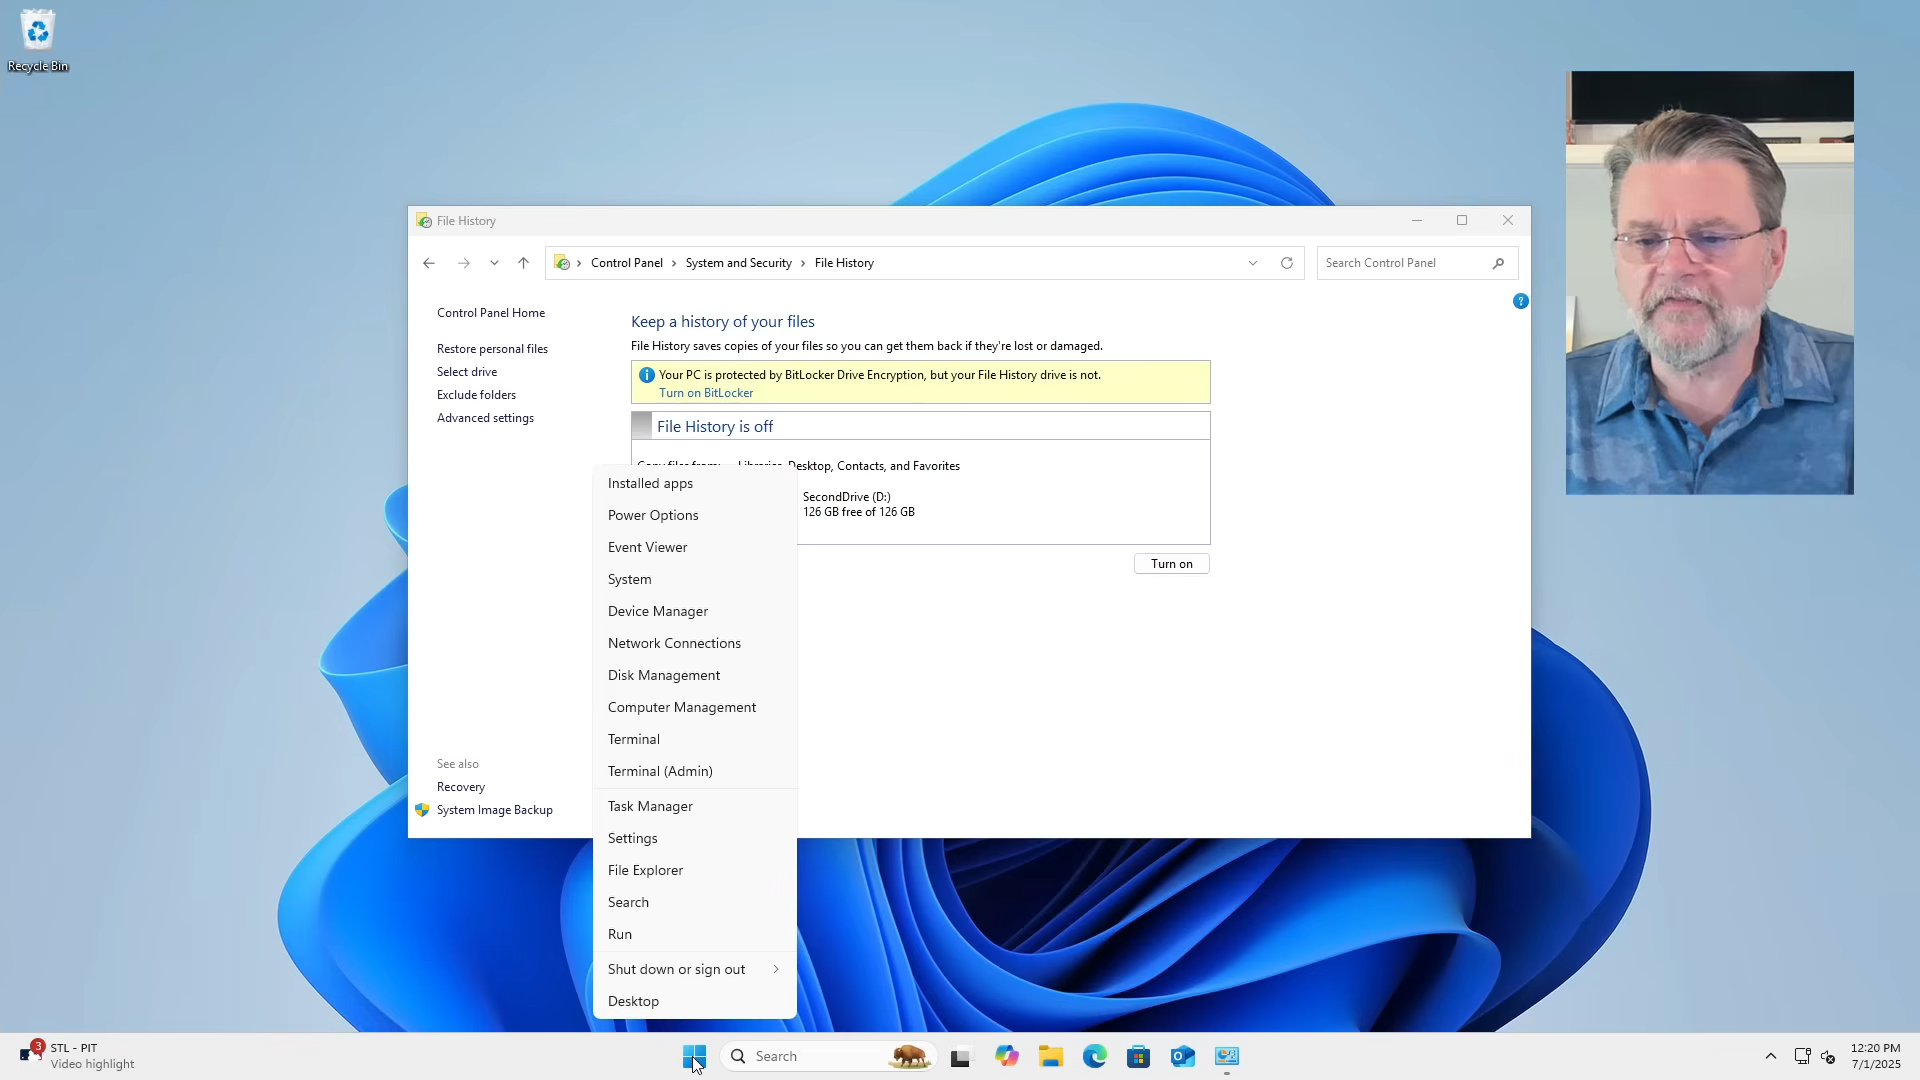 Recycle Bin
File History
Control Panel
System and Security
File History
Search Control Panel
Control Panel Home
Restore personal files
Select drive
Exclude folders
Advanced settings
Keep a history of your files
File History saves copies of your files so you can get them back if they're lost or damaged.
Your PC is protected by BitLocker Drive Encryption, but your File History drive is not.
Turn on BitLocker
File History is off
Copy files from: Libraries, Desktop, Contacts, and Favorites
SecondDrive (D:)
126 GB free of 126 GB
Turn on
See also
Recovery
System Image Backup
Installed apps
Power Options
Event Viewer
System
Device Manager
Network Connections
Disk Management
Computer Management
Terminal
Terminal (Admin)
Task Manager
Settings
File Explorer
Search
Run
Shut down or sign out
Desktop
3
STL - PIT
Video highlight
Search
12:20 PM
7/1/2025